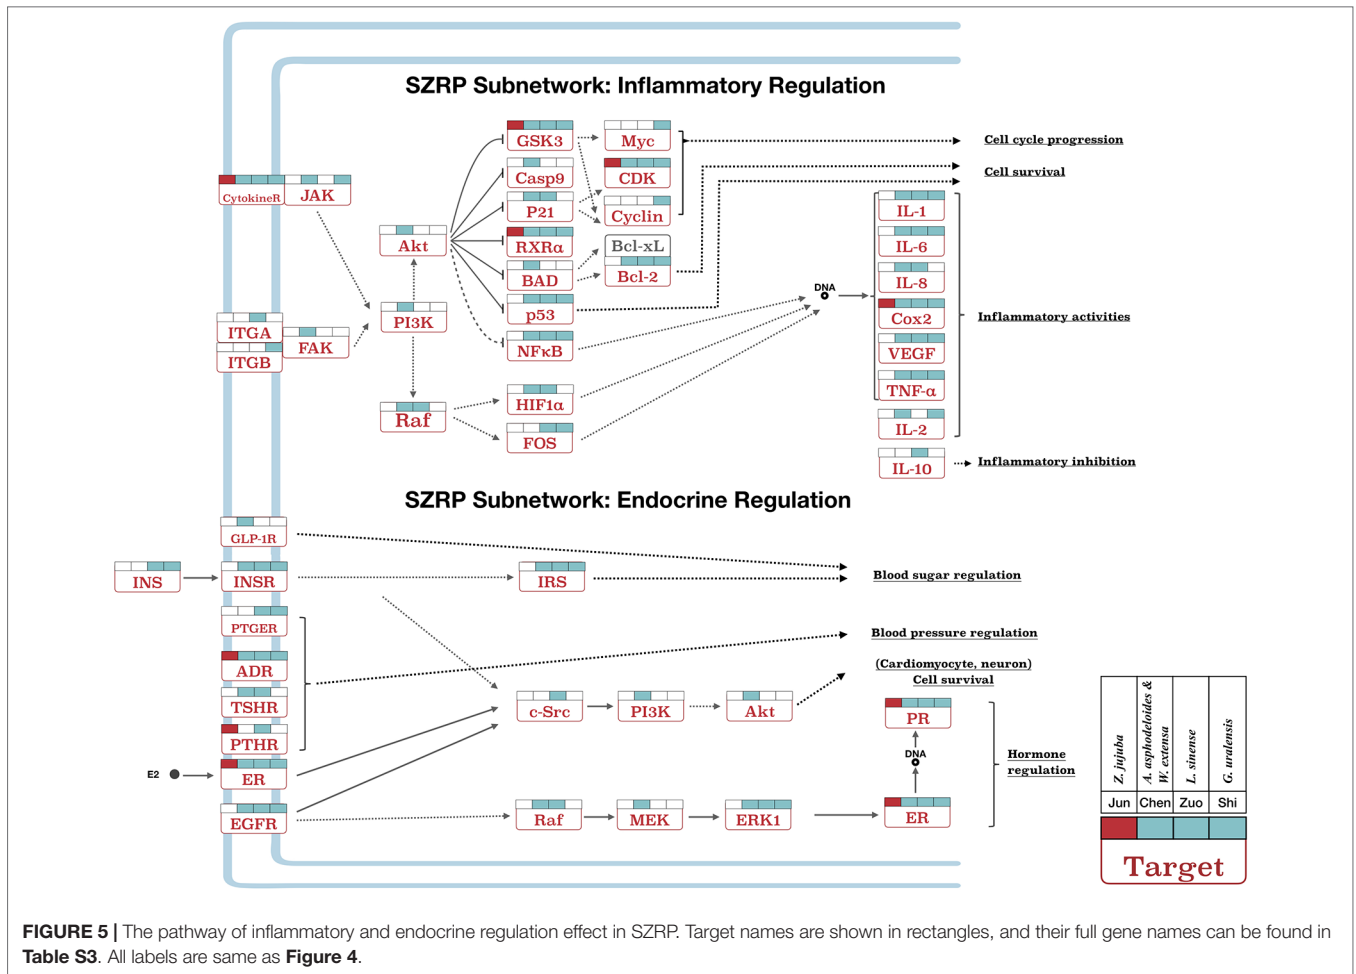 SZRP Subnetwork: Inflammatory Regulation
GSK3
Myc
Cell cycle progression
Casp9
CDK
Cell survival
CytokineR
JAK
P21
Cyclin
IL-1
Akt
RXRα
Bcl-xL
IL-6
BAD
Bcl-2
IL-8
DNA
PI3K
p53
Cox2
Inflammatory activities
ITGA
FAK
ITGB
NFκB
VEGF
TNF-α
HIF1α
Raf
FOS
IL-2
IL-10
Inflammatory inhibition
SZRP Subnetwork: Endocrine Regulation
GLP-1R
INS
INSR
IRS
Blood sugar regulation
PTGER
Blood pressure regulation
ADR
(Cardiomyocyte, neuron)
Cell survival
TSHR
c-Src
PI3K
Akt
PR
PTHR
DNA
Hormone
regulation
E2
ER
EGFR
Raf
MEK
ERK1
ER
Z. jujuba
A. asphodeloides &
W. extensa
L. sinense
G. uralensis
Jun
Chen
Zuo
Shi
Target
FIGURE 5 | The pathway of inflammatory and endocrine regulation effect in SZRP. Target names are shown in rectangles, and their full gene names can be found in
Table S3. All labels are same as Figure 4.